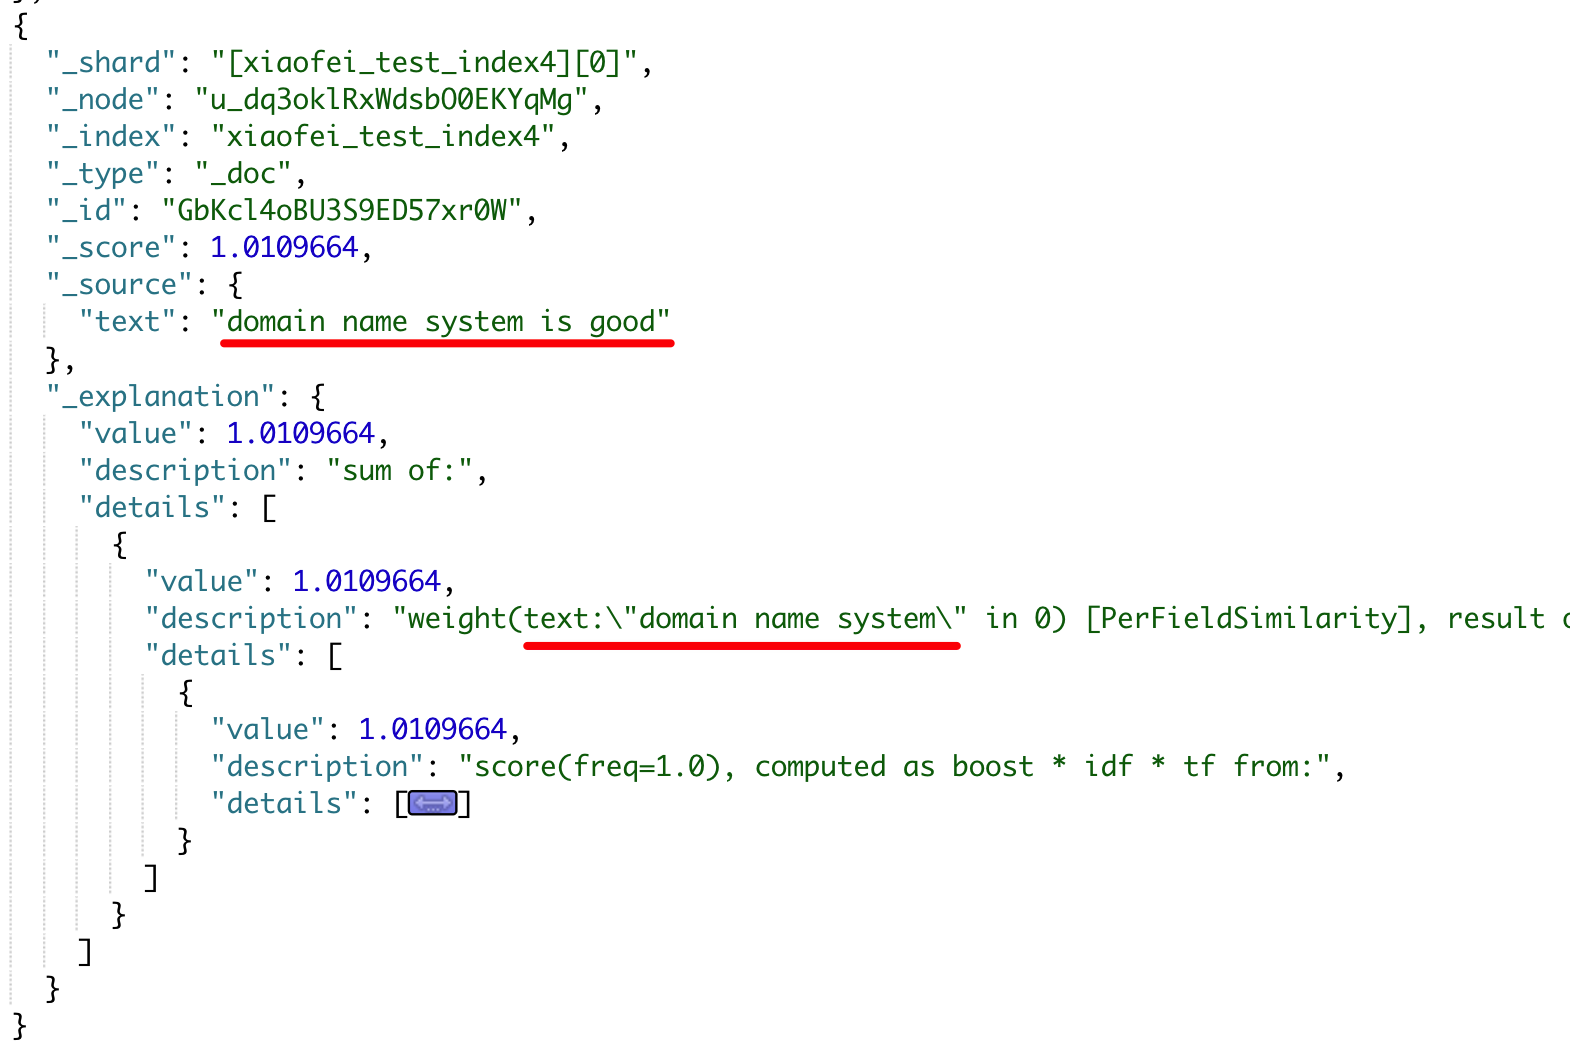 {
"_shard": "[xiaofei_test_index4][0]",
"_node": "u_dq3oklRxWdsbO0EKYqMg",
"_index": "xiaofei_test_index4",
"_type": "_doc",
"_id": "GbKcl4oBU3S9ED57xr0W",
"_score": 1.0109664,
"_source": {
"text": "domain name system is good"
},
"_explanation": {
"value": 1.0109664,
"description": "sum of:",
"details": [
{
"value": 1.0109664,
"description": "weight(text:\"domain name system\" in 0) [PerFieldSimilarity], result
"details": [
{
"value": 1.0109664,
"description": "score(freq=1.0), computed as boost * idf * tf from:",
"details": [...]
}
]
}
]
}
}